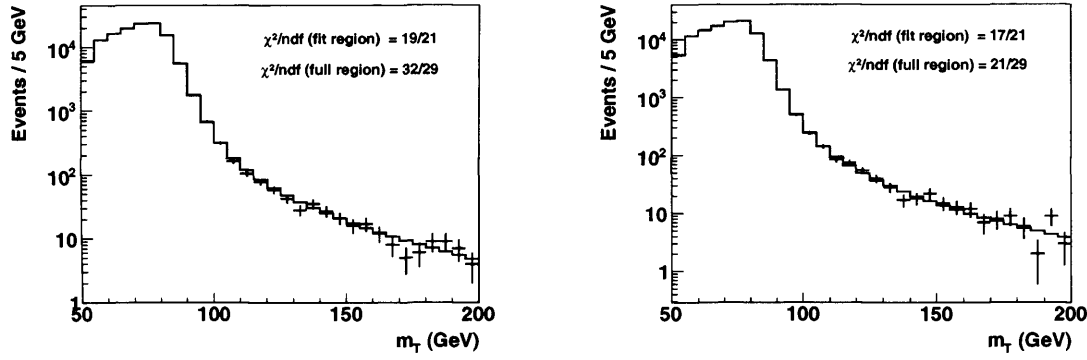 Events / 5 GeV
10⁴
10³
10²
10
1
χ²/ndf (fit region) = 19/21
χ²/ndf (full region) = 32/29
50 100 150 200
m_T (GeV)
Events / 5 GeV
10⁴
10³
10²
10
1
χ²/ndf (fit region) = 17/21
χ²/ndf (full region) = 21/29
50 100 150 200
m_T (GeV)